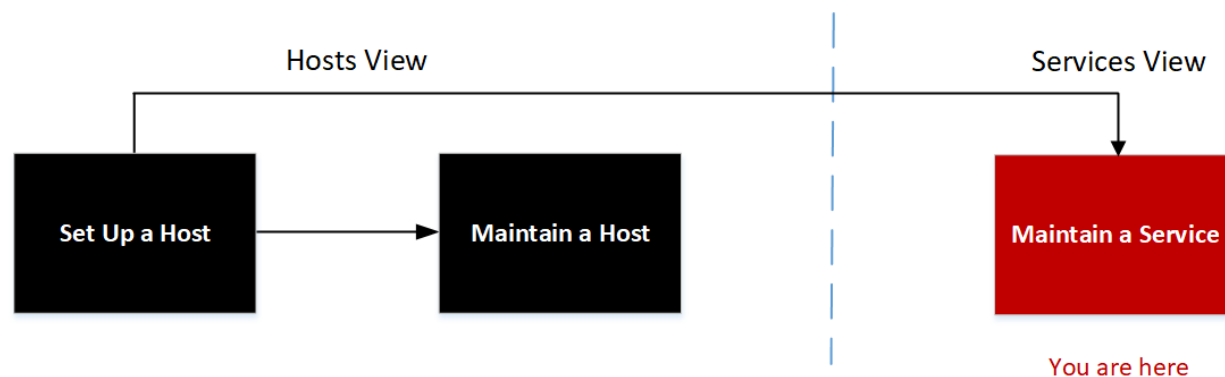 Hosts View
Services View
Set Up a Host
Maintain a Host
Maintain a Service
You are here